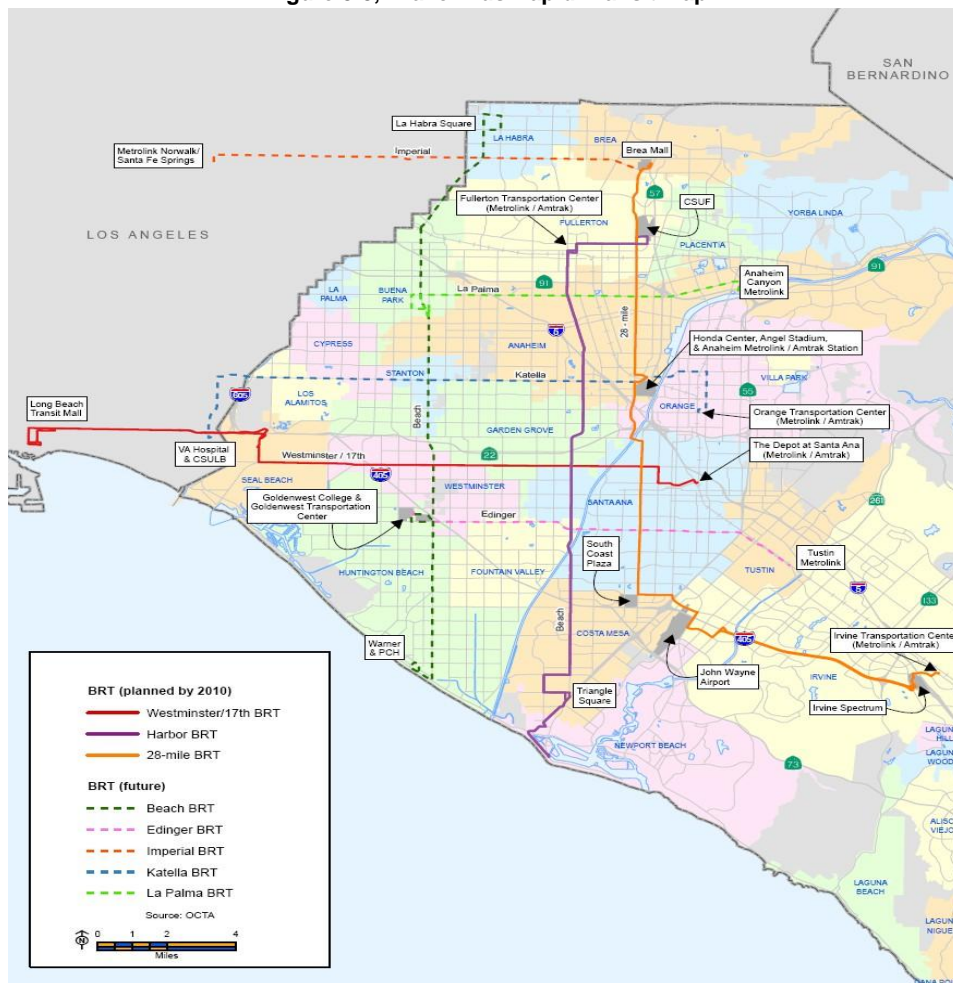 SAN
BERNARDINO
La Habra Square
LA HABRA
BREA
Metrolink Norwalk/
Santa Fe Springs
Imperial
Brea Mall
57
Fullerton Transportation Center
(Metrolink / Amtrak)
CSUF
FULLERTON
YORBA LINDA
LOS ANGELES
PLACENTIA
91
Anaheim
Canyon
Metrolink
LA
PALMA
BUENA
PARK
La Palma
91
28 - mile
5
CYPRESS
ANAHEIM
Honda Center, Angel Stadium,
& Anaheim Metrolink / Amtrak Station
STANTON
Katella
VILLA PARK
55
605
LOS
ALAMITOS
ORANGE
Long Beach
Transit Mall
Beach
Orange Transportation Center
(Metrolink / Amtrak)
GARDEN GROVE
VA Hospital
& CSULB
The Depot at Santa Ana
(Metrolink / Amtrak)
Westminster / 17th
22
SEAL BEACH
405
WESTMINSTER
261
Goldenwest College &
Goldenwest Transportation
Center
SANTA ANA
Edinger
South
Coast
Plaza
Tustin
Metrolink
HUNTINGTON BEACH
FOUNTAIN VALLEY
TUSTIN
5
133
Beach
COSTA MESA
405
Irvine Transportation Center
(Metrolink / Amtrak)
Warner
& PCH
John Wayne
Airport
IRVINE
Triangle
Square
Irvine Spectrum
NEWPORT BEACH
73
LAGUNA
BEACH
BRT (planned by 2010)
Westminster/17th BRT
Harbor BRT
28-mile BRT
BRT (future)
Beach BRT
Edinger BRT
Imperial BRT
Katella BRT
La Palma BRT
Source: OCTA
N
0 1 2 4
Miles